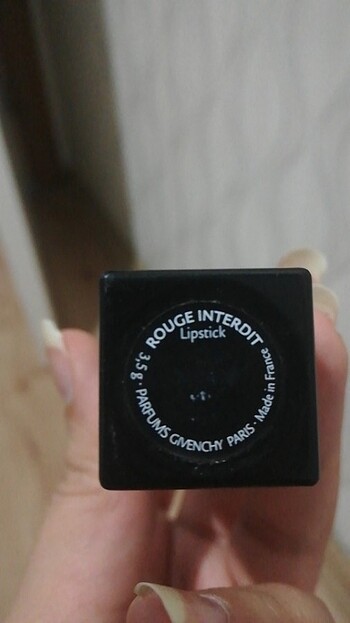 ROUGE INTERDIT
Lipstick
3.5 g · PARFUMS GIVENCHY PARIS · Made in France